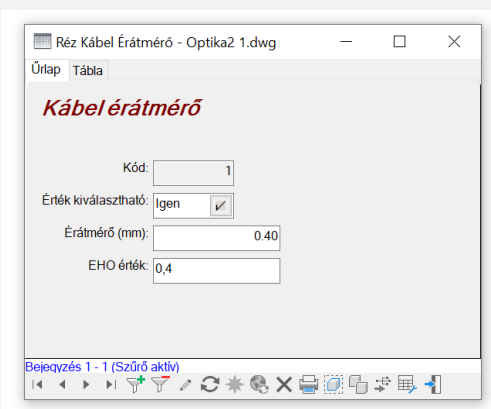 Réz Kábel Érátmérő - Optika2 1.dwg
Űrlap Tábla
Kábel érátmérő
Kód: 1
Érték kiválasztható: Igen
Érátmérő (mm): 0.40
EHO érték: 0,4
Bejegyzés 1 - 1 (Szűrő aktív)